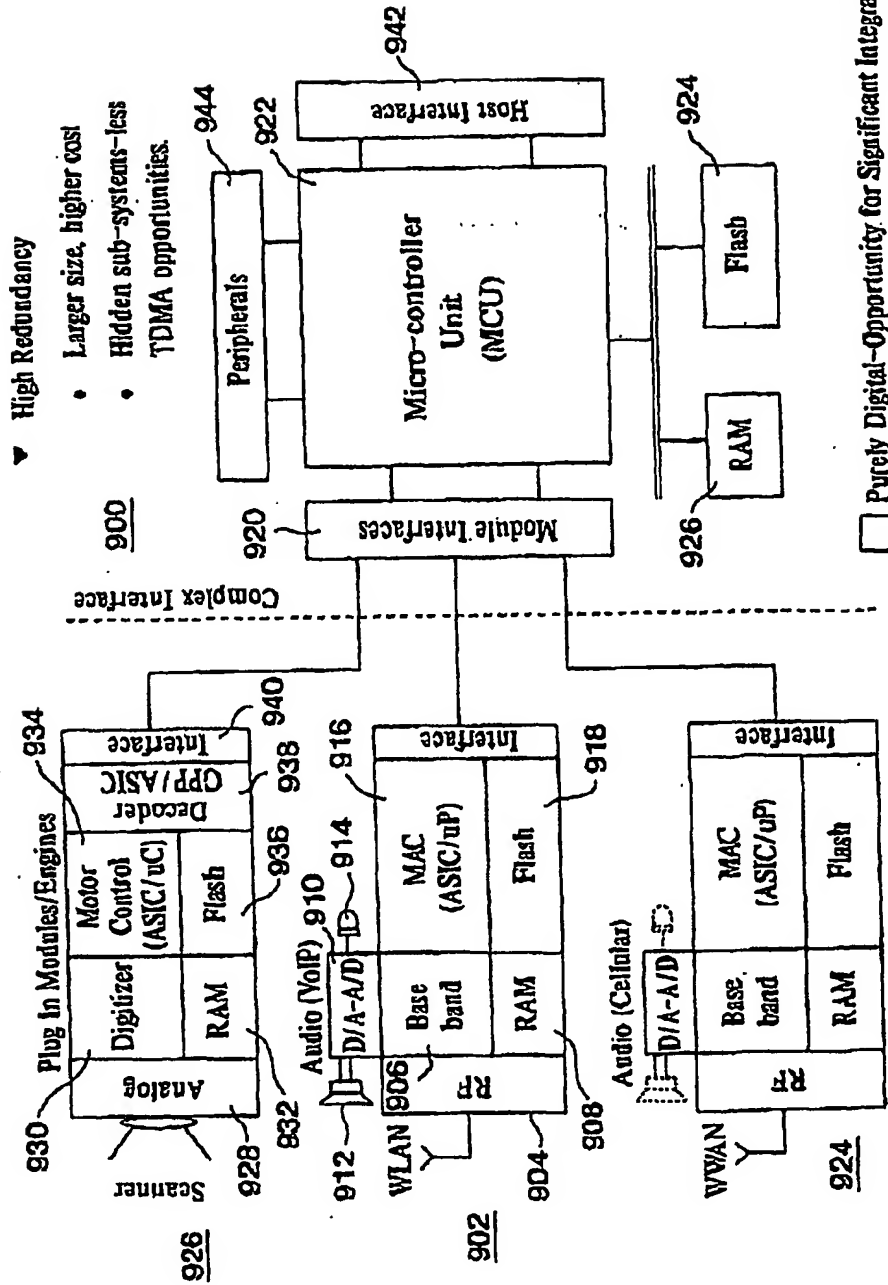 ▼ High Redundancy
• Larger size, higher cost
• Hidden sub-systems-less
TDMA opportunities.
900
944
Peripherals
922
942
Host Interface
Micro-controller
Unit
(MCU)
920
Module Interfaces
Complex Interface
RAM
926
Flash
924
Purely Digital-Opportunity for Significant
Plug In Modules/Engines
934
930
Scanner
926
Analog
928
Digitizer
RAM
932
Motor
Control
(ASIC/uC)
Flash
936
Decoder
GPP/ASIC
938
Interface
940
Audio (VoIP)
910
D/A-A/D
914
912
906
WLAN
902
RF
904
Base
band
RAM
908
MAC
(ASIC/uP)
916
Flash
918
Interface
Audio (Cellular)
D/A-A/D
WWAN
924
RF
Base
band
RAM
MAC
(ASIC/uP)
Flash
Interface